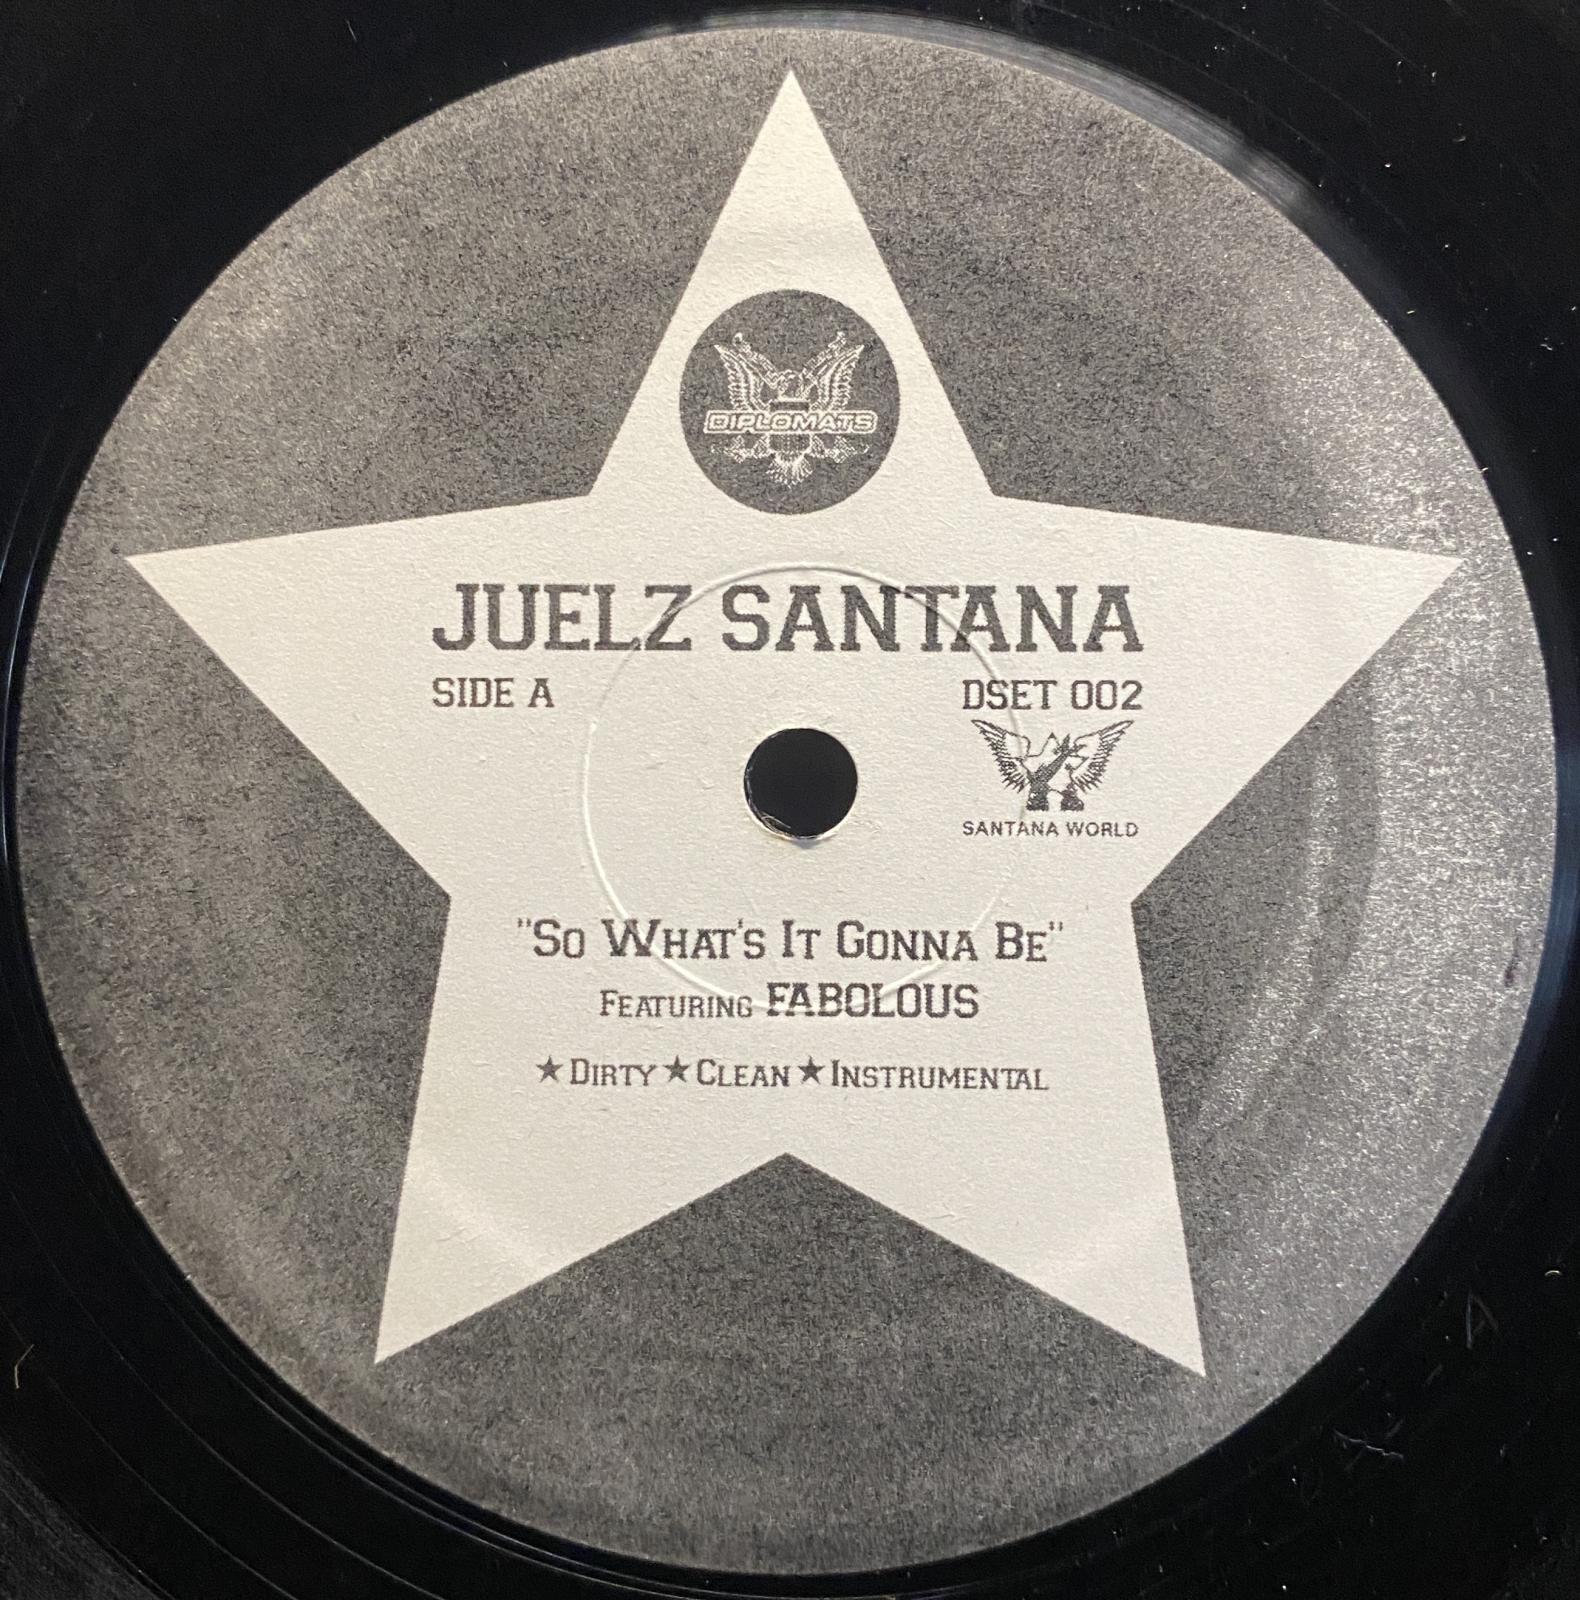 DIPLOMATS
JUELZ SANTANA
SIDE A DSET 002
SANTANA WORLD
"SO WHAT'S IT GONNA BE"
FEATURING FABOLOUS
★ DIRTY ★ CLEAN ★ INSTRUMENTAL